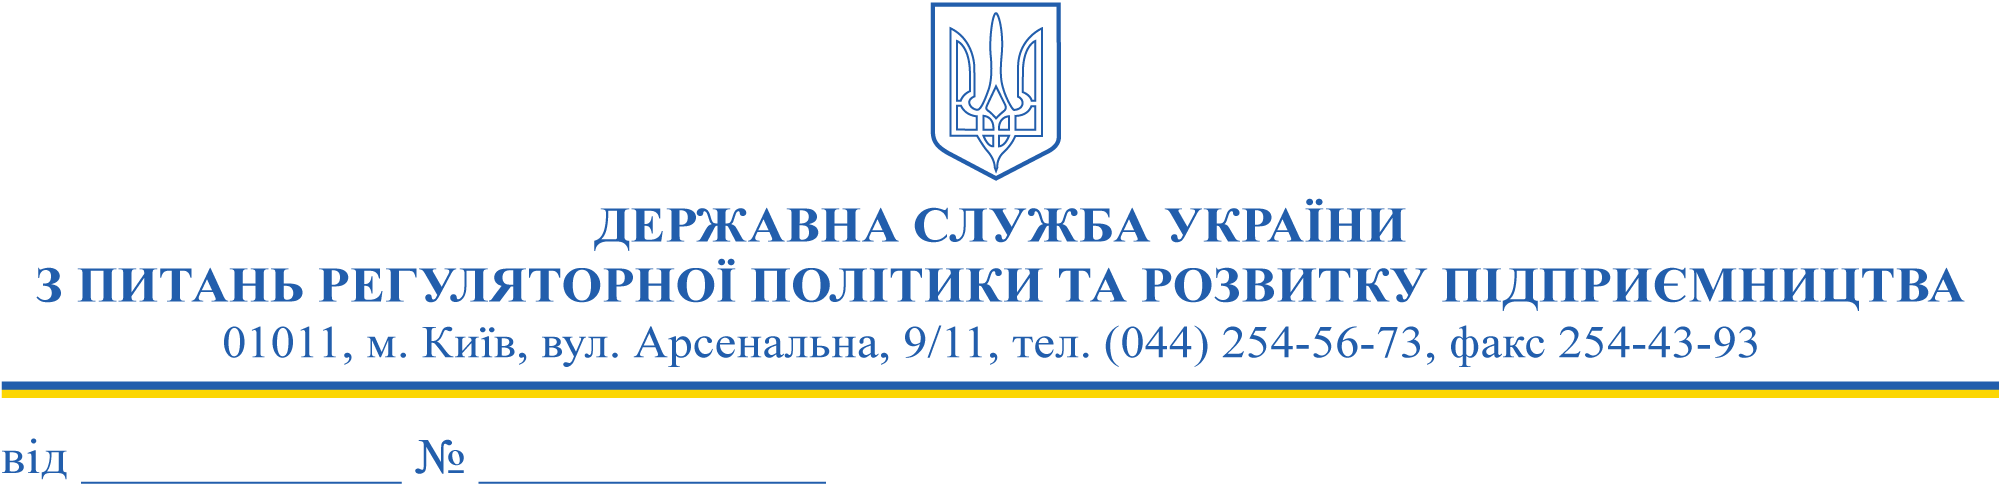 ДЕРЖАВНА СЛУЖБА УКРАЇНИ
З ПИТАНЬ РЕГУЛЯТОРНОЇ ПОЛІТИКИ ТА РОЗВИТКУ ПІДПРИЄМНИЦТВА
01011, м. Київ, вул. Арсенальна, 9/11, тел. (044) 254-56-73, факс 254-43-93
від ______________ № _______________